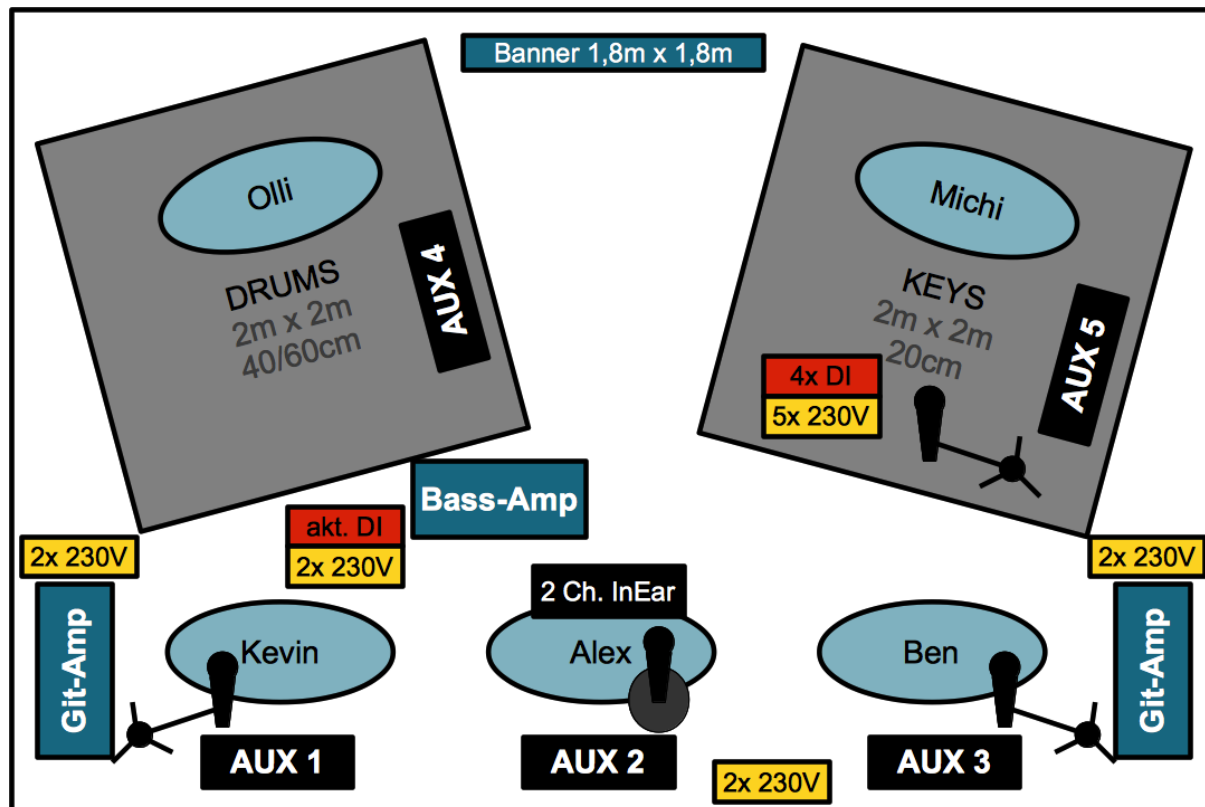 Banner 1,8m x 1,8m
Olli
DRUMS
2m x 2m
40/60cm
AUX 4
Michi
KEYS
2m x 2m
20cm
AUX 5
4x DI
5x 230V
Bass-Amp
akt. DI
2x 230V
2x 230V
Git-Amp
2x 230V
Git-Amp
2 Ch. InEar
Kevin
Alex
Ben
AUX 1
AUX 2
AUX 3
2x 230V